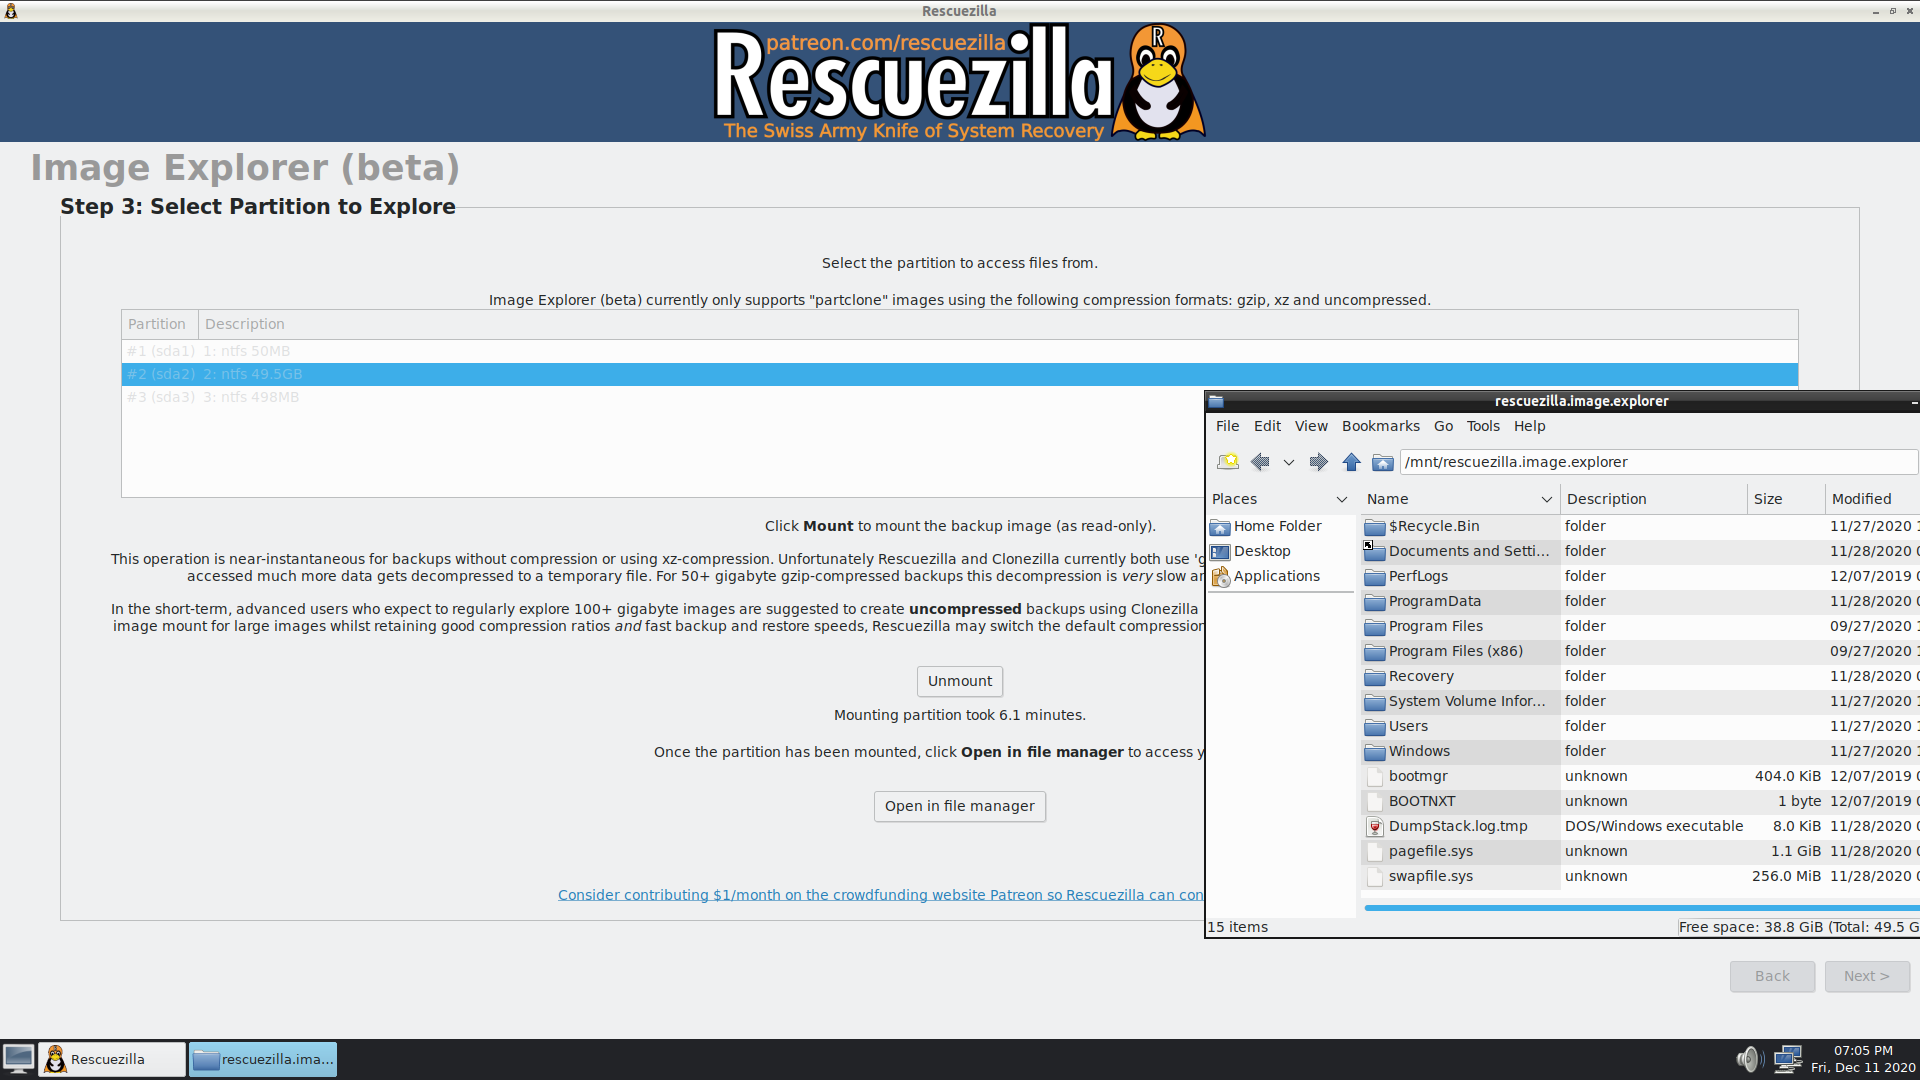 Rescuezilla
patreon.com/rescuezilla
Rescuezilla
R
The Swiss Army Knife of System Recovery
Image Explorer (beta)
Step 3: Select Partition to Explore
Select the partition to access files from.
Image Explorer (beta) currently only supports "partclone" images using the following compression formats: gzip, xz and uncompressed.
Partition Description
#1 (sda1) 1: ntfs 50MB
#2 (sda2) 2: ntfs 49.5GB
#3 (sda3) 3: ntfs 498MB
Click Mount to mount the backup image (as read-only).
This operation is near-instantaneous for backups without compression or using xz-compression. Unfortunately Rescuezilla and Clonezilla currently both use 'g
accessed much more data gets decompressed to a temporary file. For 50+ gigabyte gzip-compressed backups this decompression is very slow ar
In the short-term, advanced users who expect to regularly explore 100+ gigabyte images are suggested to create uncompressed backups using Clonezilla
image mount for large images whilst retaining good compression ratios and fast backup and restore speeds, Rescuezilla may switch the default compression
Unmount
Mounting partition took 6.1 minutes.
Once the partition has been mounted, click Open in file manager to access y
Open in file manager
Consider contributing $1/month on the crowdfunding website Patreon so Rescuezilla can con
rescuezilla.image.explorer
File Edit View Bookmarks Go Tools Help
/mnt/rescuezilla.image.explorer
Places Name Description Size Modified
Home Folder
Desktop
Applications
$Recycle.Bin folder 11/27/2020 1
Documents and Setti... folder 11/28/2020 0
PerfLogs folder 12/07/2019 0
ProgramData folder 11/28/2020 0
Program Files folder 09/27/2020 1
Program Files (x86) folder 09/27/2020 1
Recovery folder 11/28/2020 0
System Volume Infor... folder 11/27/2020 1
Users folder 11/27/2020 1
Windows folder 11/27/2020 1
bootmgr unknown 404.0 KiB 12/07/2019 0
BOOTNXT unknown 1 byte 12/07/2019 0
DumpStack.log.tmp DOS/Windows executable 8.0 KiB 11/28/2020 0
pagefile.sys unknown 1.1 GiB 11/28/2020 0
swapfile.sys unknown 256.0 MiB 11/28/2020 0
15 items
Free space: 38.8 GiB (Total: 49.5 G
Back
Next >
Rescuezilla
rescuezilla.ima...
07:05 PM
Fri, Dec 11 2020